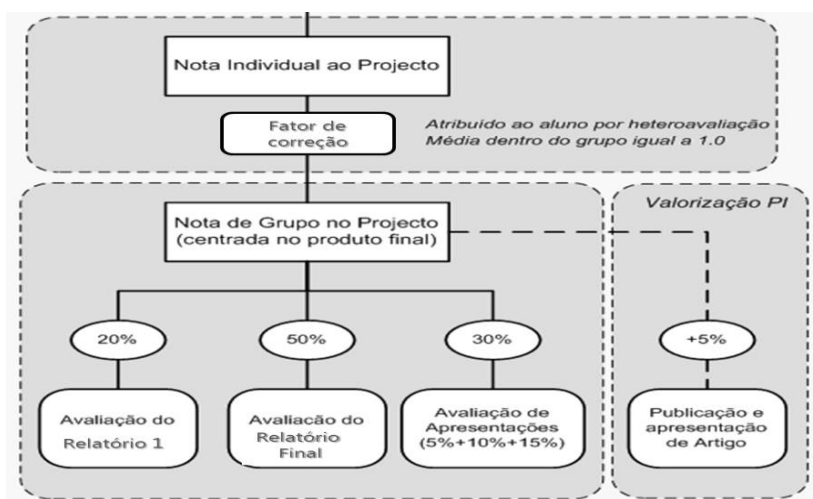 Nota Individual ao Projecto
Fator de
correção
Atribuído ao aluno por heteroavaliação
Média dentro do grupo igual a 1.0
Nota de Grupo no Projecto
(centrada no produto final)
Valorização PI
20%
50%
30%
+5%
Avaliação do
Relatório 1
Avaliacão do
Relatório
Final
Avaliação de
Apresentações
(5%+10%+15%)
Publicação e
apresentação
de Artigo